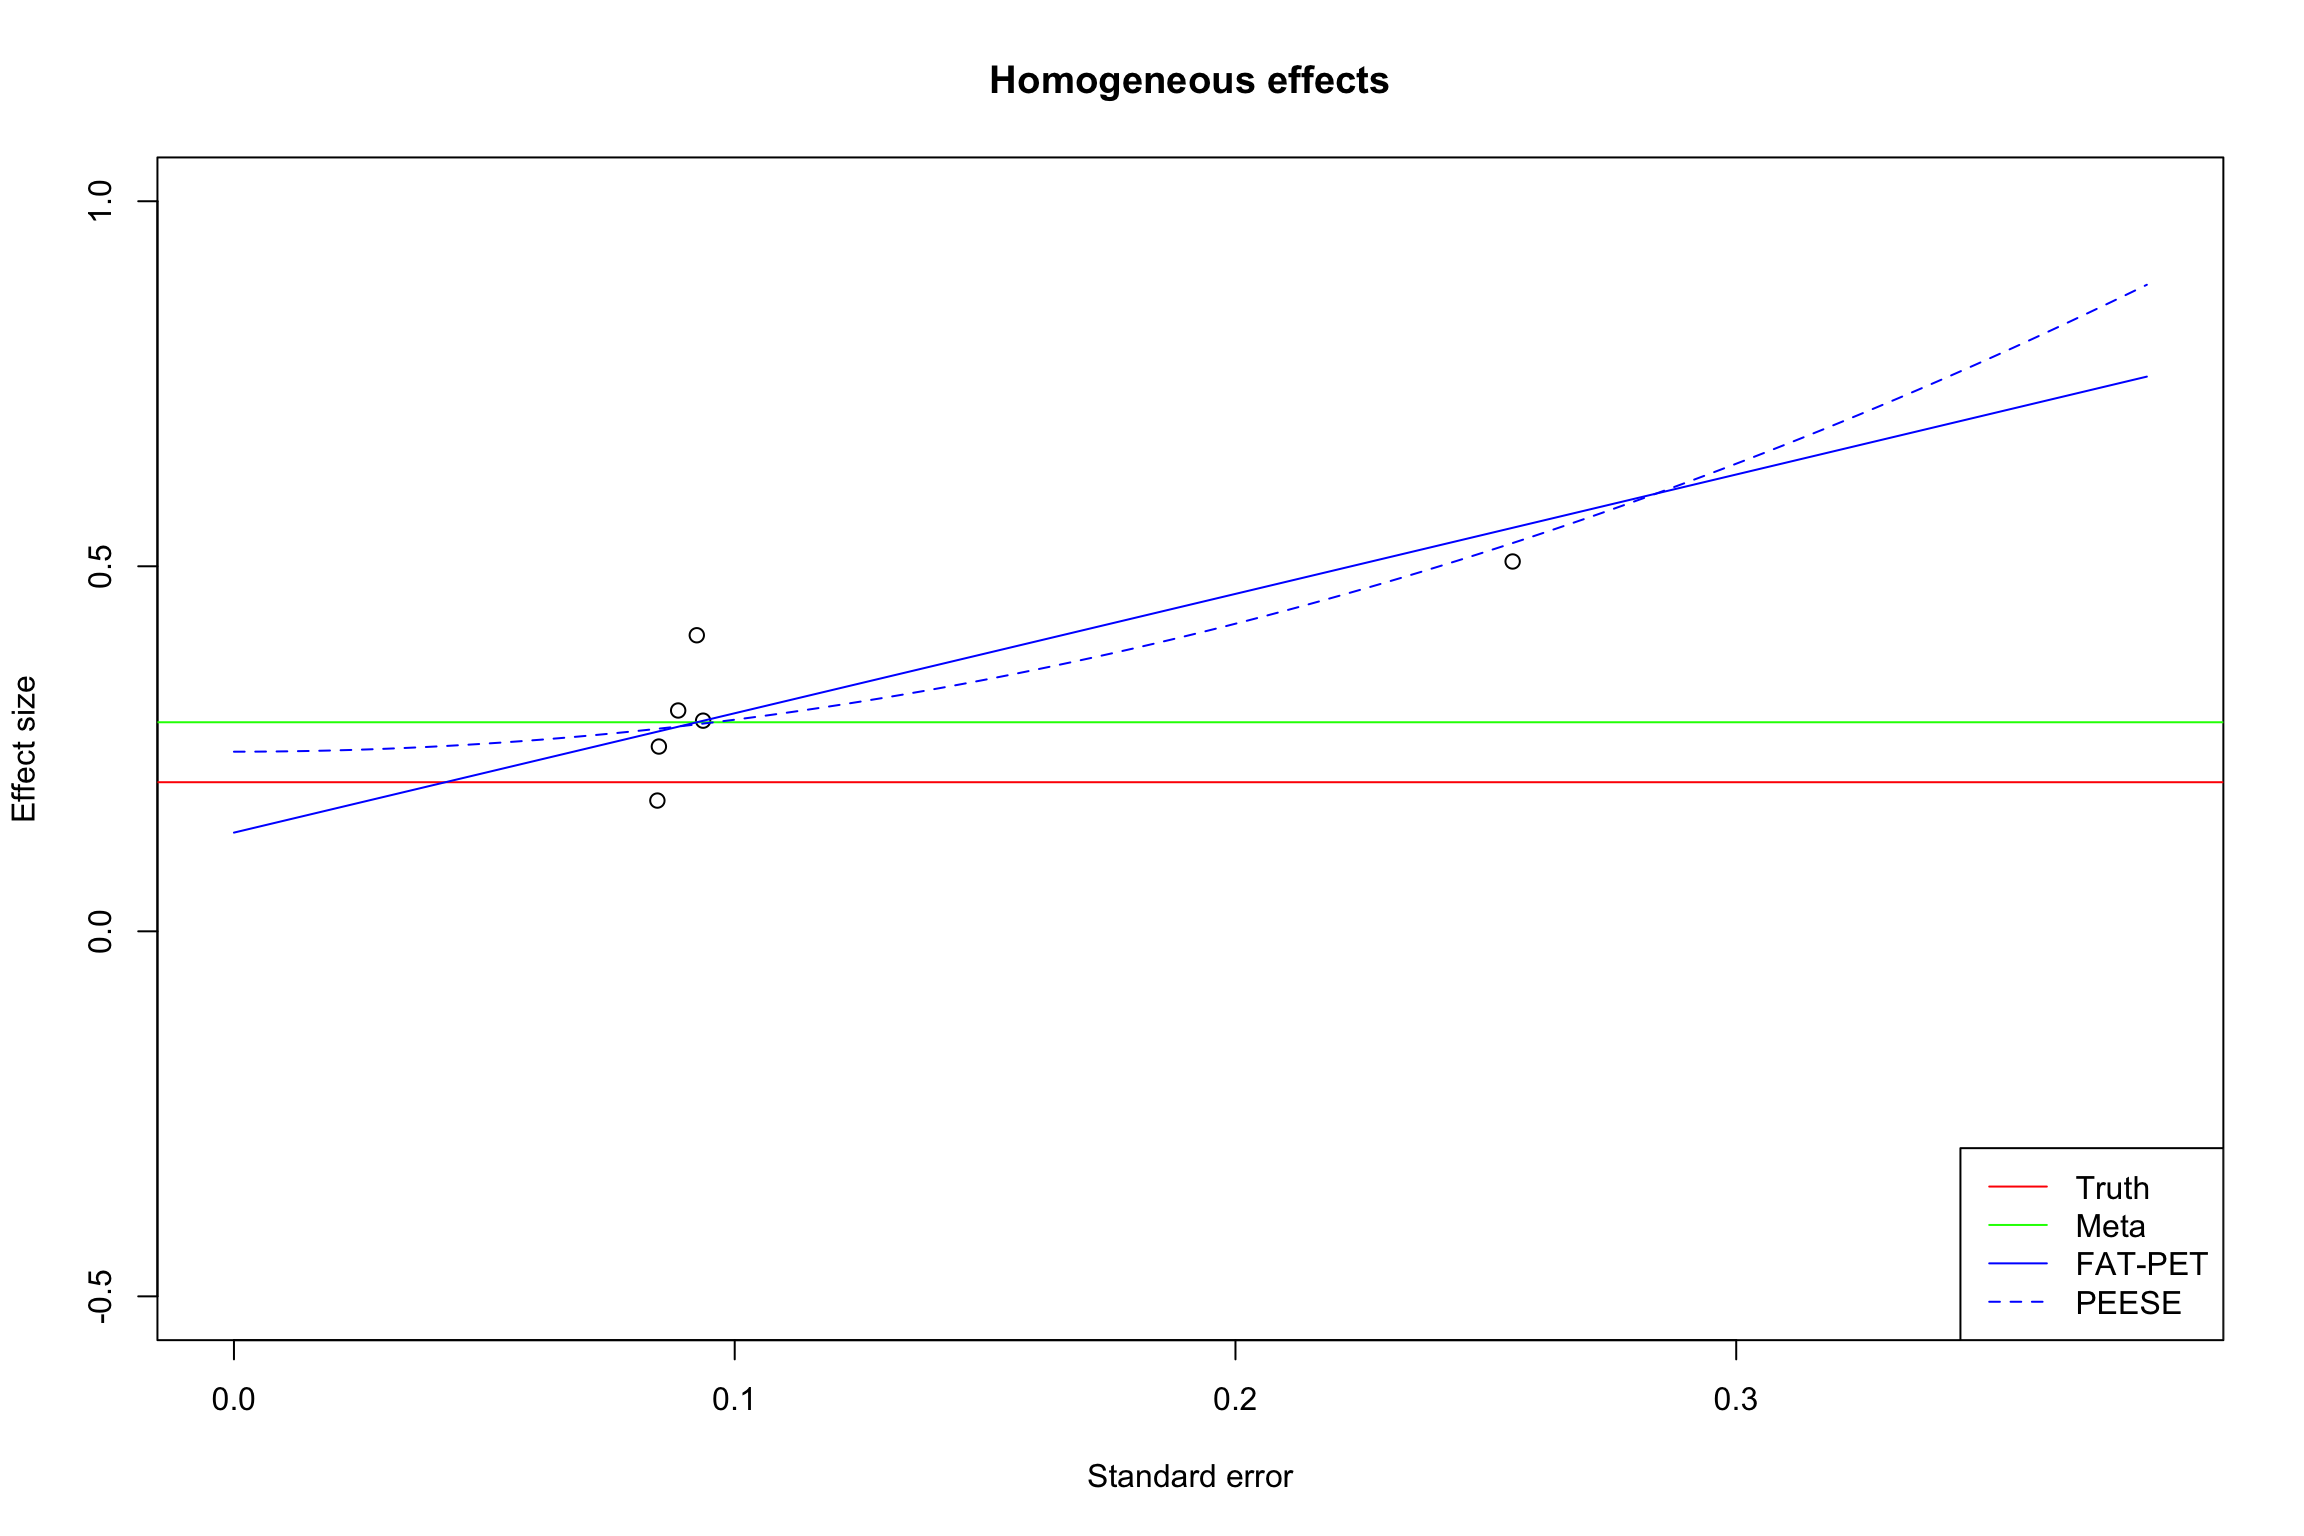 Homogeneous effects
1.0
0.5
0.0
-0.5
Effect size
0.0 0.1 0.2 0.3
Standard error
Truth
Meta
FAT-PET
PEESE